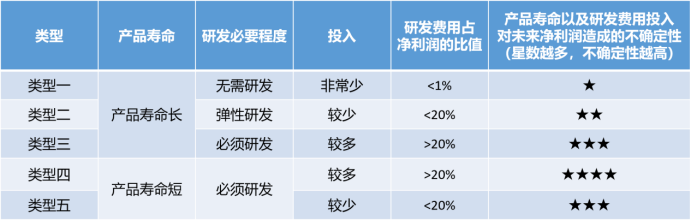 类型 产品寿命 研发必要程度 投入 研发费用占净利润的比值 产品寿命以及研发费用投入对未来净利润造成的不确定性（星数越多，不确定性越高）
类型一 产品寿命长 无需研发 非常少 <1% ★
类型二 弹性研发 较少 <20% ★★
类型三 必须研发 较多 >20% ★★★
类型四 产品寿命短 必须研发 较多 >20% ★★★★
类型五 较少 <20% ★★★